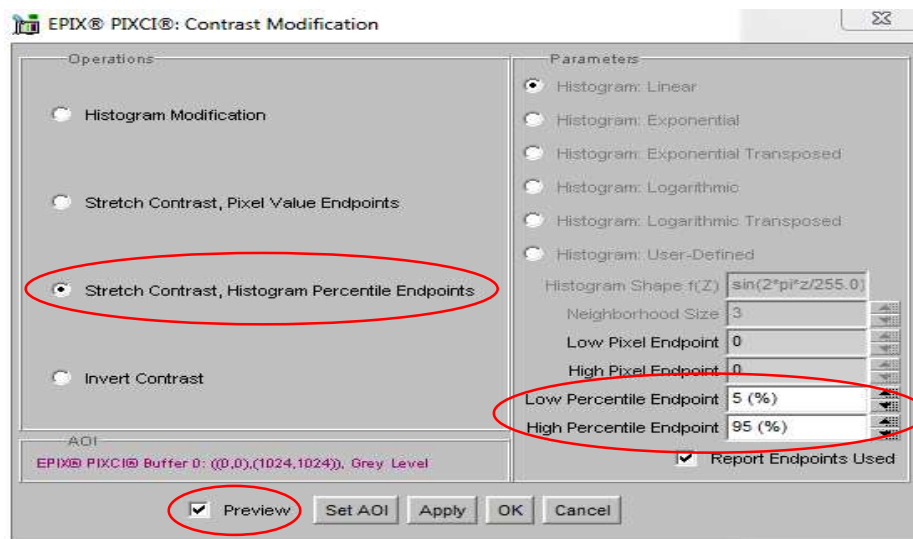 EPIX® PIXCI®: Contrast Modification
Operations
Histogram Modification
Stretch Contrast, Pixel Value Endpoints
Stretch Contrast, Histogram Percentile Endpoints
Invert Contrast
AOI
EPIX® PIXCI® Buffer 0: ((0,0),(1024,1024)), Grey Level
Parameters
Histogram: Linear
Histogram: Exponential
Histogram: Exponential Transposed
Histogram: Logarithmic
Histogram: Logarithmic Transposed
Histogram: User-Defined
Histogram Shape f(Z) sin(2*pi*z/255.0)
Neighborhood Size 3
Low Pixel Endpoint 0
High Pixel Endpoint 0
Low Percentile Endpoint 5 (%)
High Percentile Endpoint 95 (%)
Report Endpoints Used
Preview Set AOI Apply OK Cancel